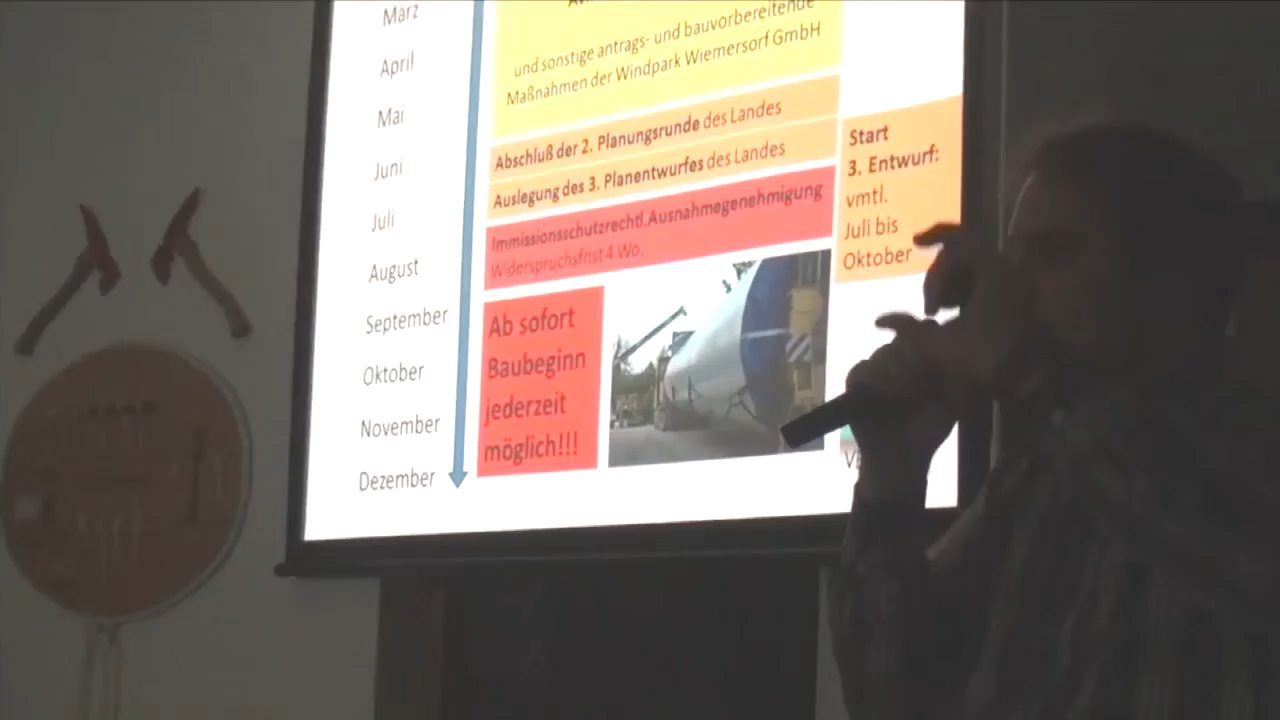 März
April
Mai
Juni
Juli
August
September
Oktober
November
Dezember
und sonstige antrags- und bauvorbereitende
Maßnahmen der Windpark Wiemersorf GmbH
Abschluß der 2. Planungsrunde des Landes
Auslegung des 3. Planentwurfes des Landes
Immissionsschutzrechtl.Ausnahmegenehmigung
Widerspruchsfrist 4 Wo.
Ab sofort
Baubeginn
jederzeit
möglich!!!
Start
3. Entwurf:
vmtl.
Juli bis
Oktober